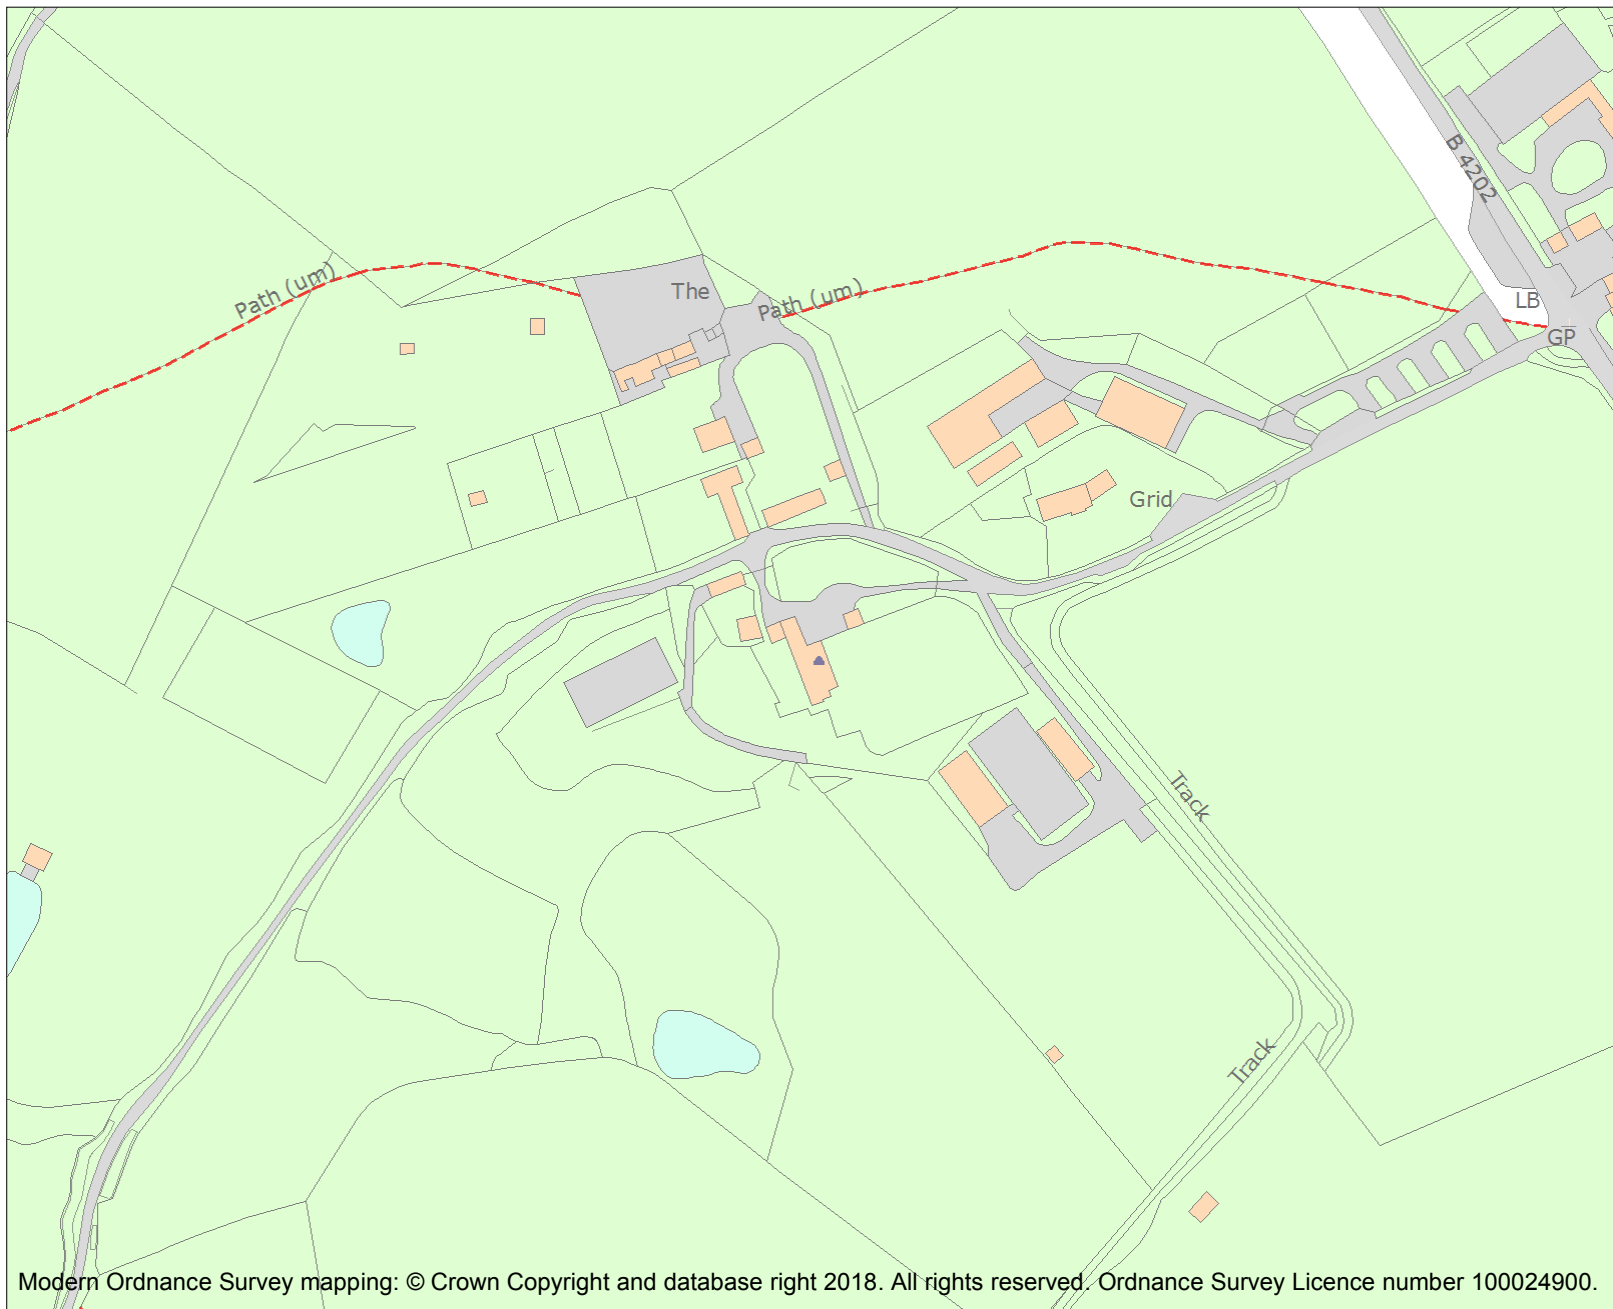 B 4202
Path (um)
The
Path (um)
LB
GP
Grid
Track
Track
Modern Ordnance Survey mapping: © Crown Copyright and database right 2018. All rights reserved. Ordnance Survey Licence number 100024900.